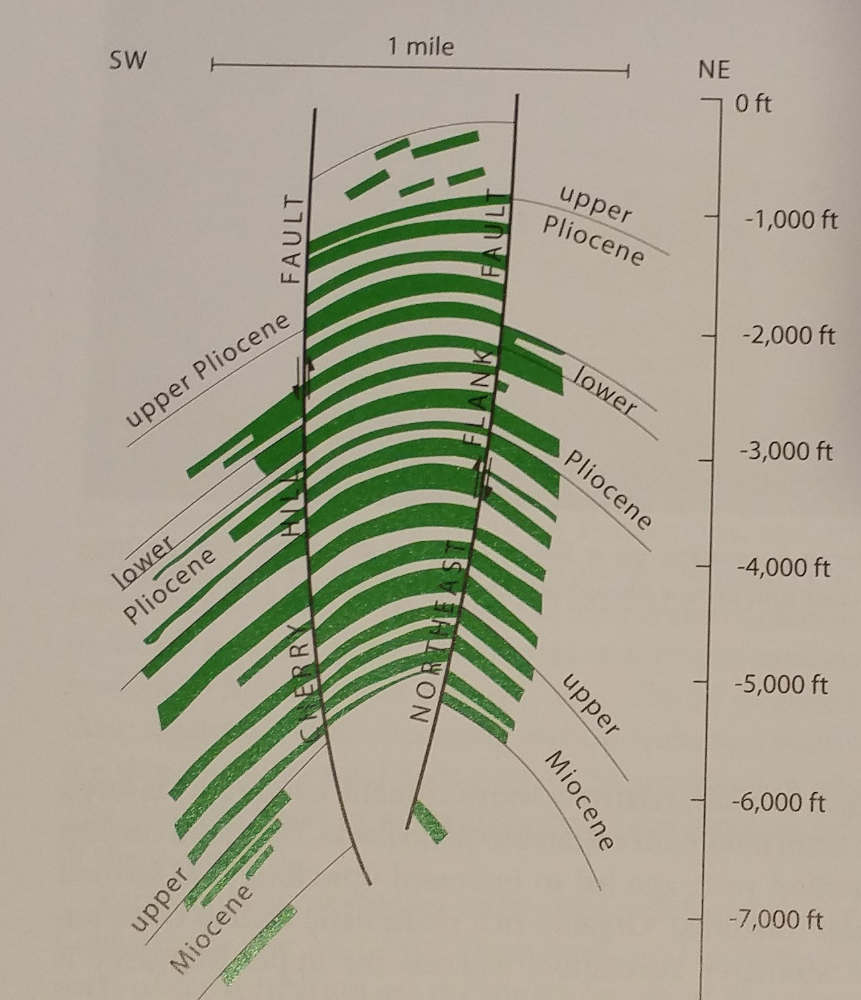 1 mile
SW
NE
0 ft
-1,000 ft
-2,000 ft
-3,000 ft
-4,000 ft
-5,000 ft
-6,000 ft
-7,000 ft
CHERRY HILL FAULT
NORTHEAST FLANK FAULT
upper Pliocene
lower
Pliocene
upper
Miocene
upper
Pliocene
lower
Pliocene
upper
Miocene